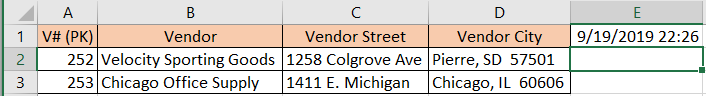 A B C D E
1 V# (PK) Vendor Vendor Street Vendor City 9/19/2019 22:26
2 252 Velocity Sporting Goods 1258 Colgrove Ave Pierre, SD 57501
3 253 Chicago Office Supply 1411 E. Michigan Chicago, IL 60606